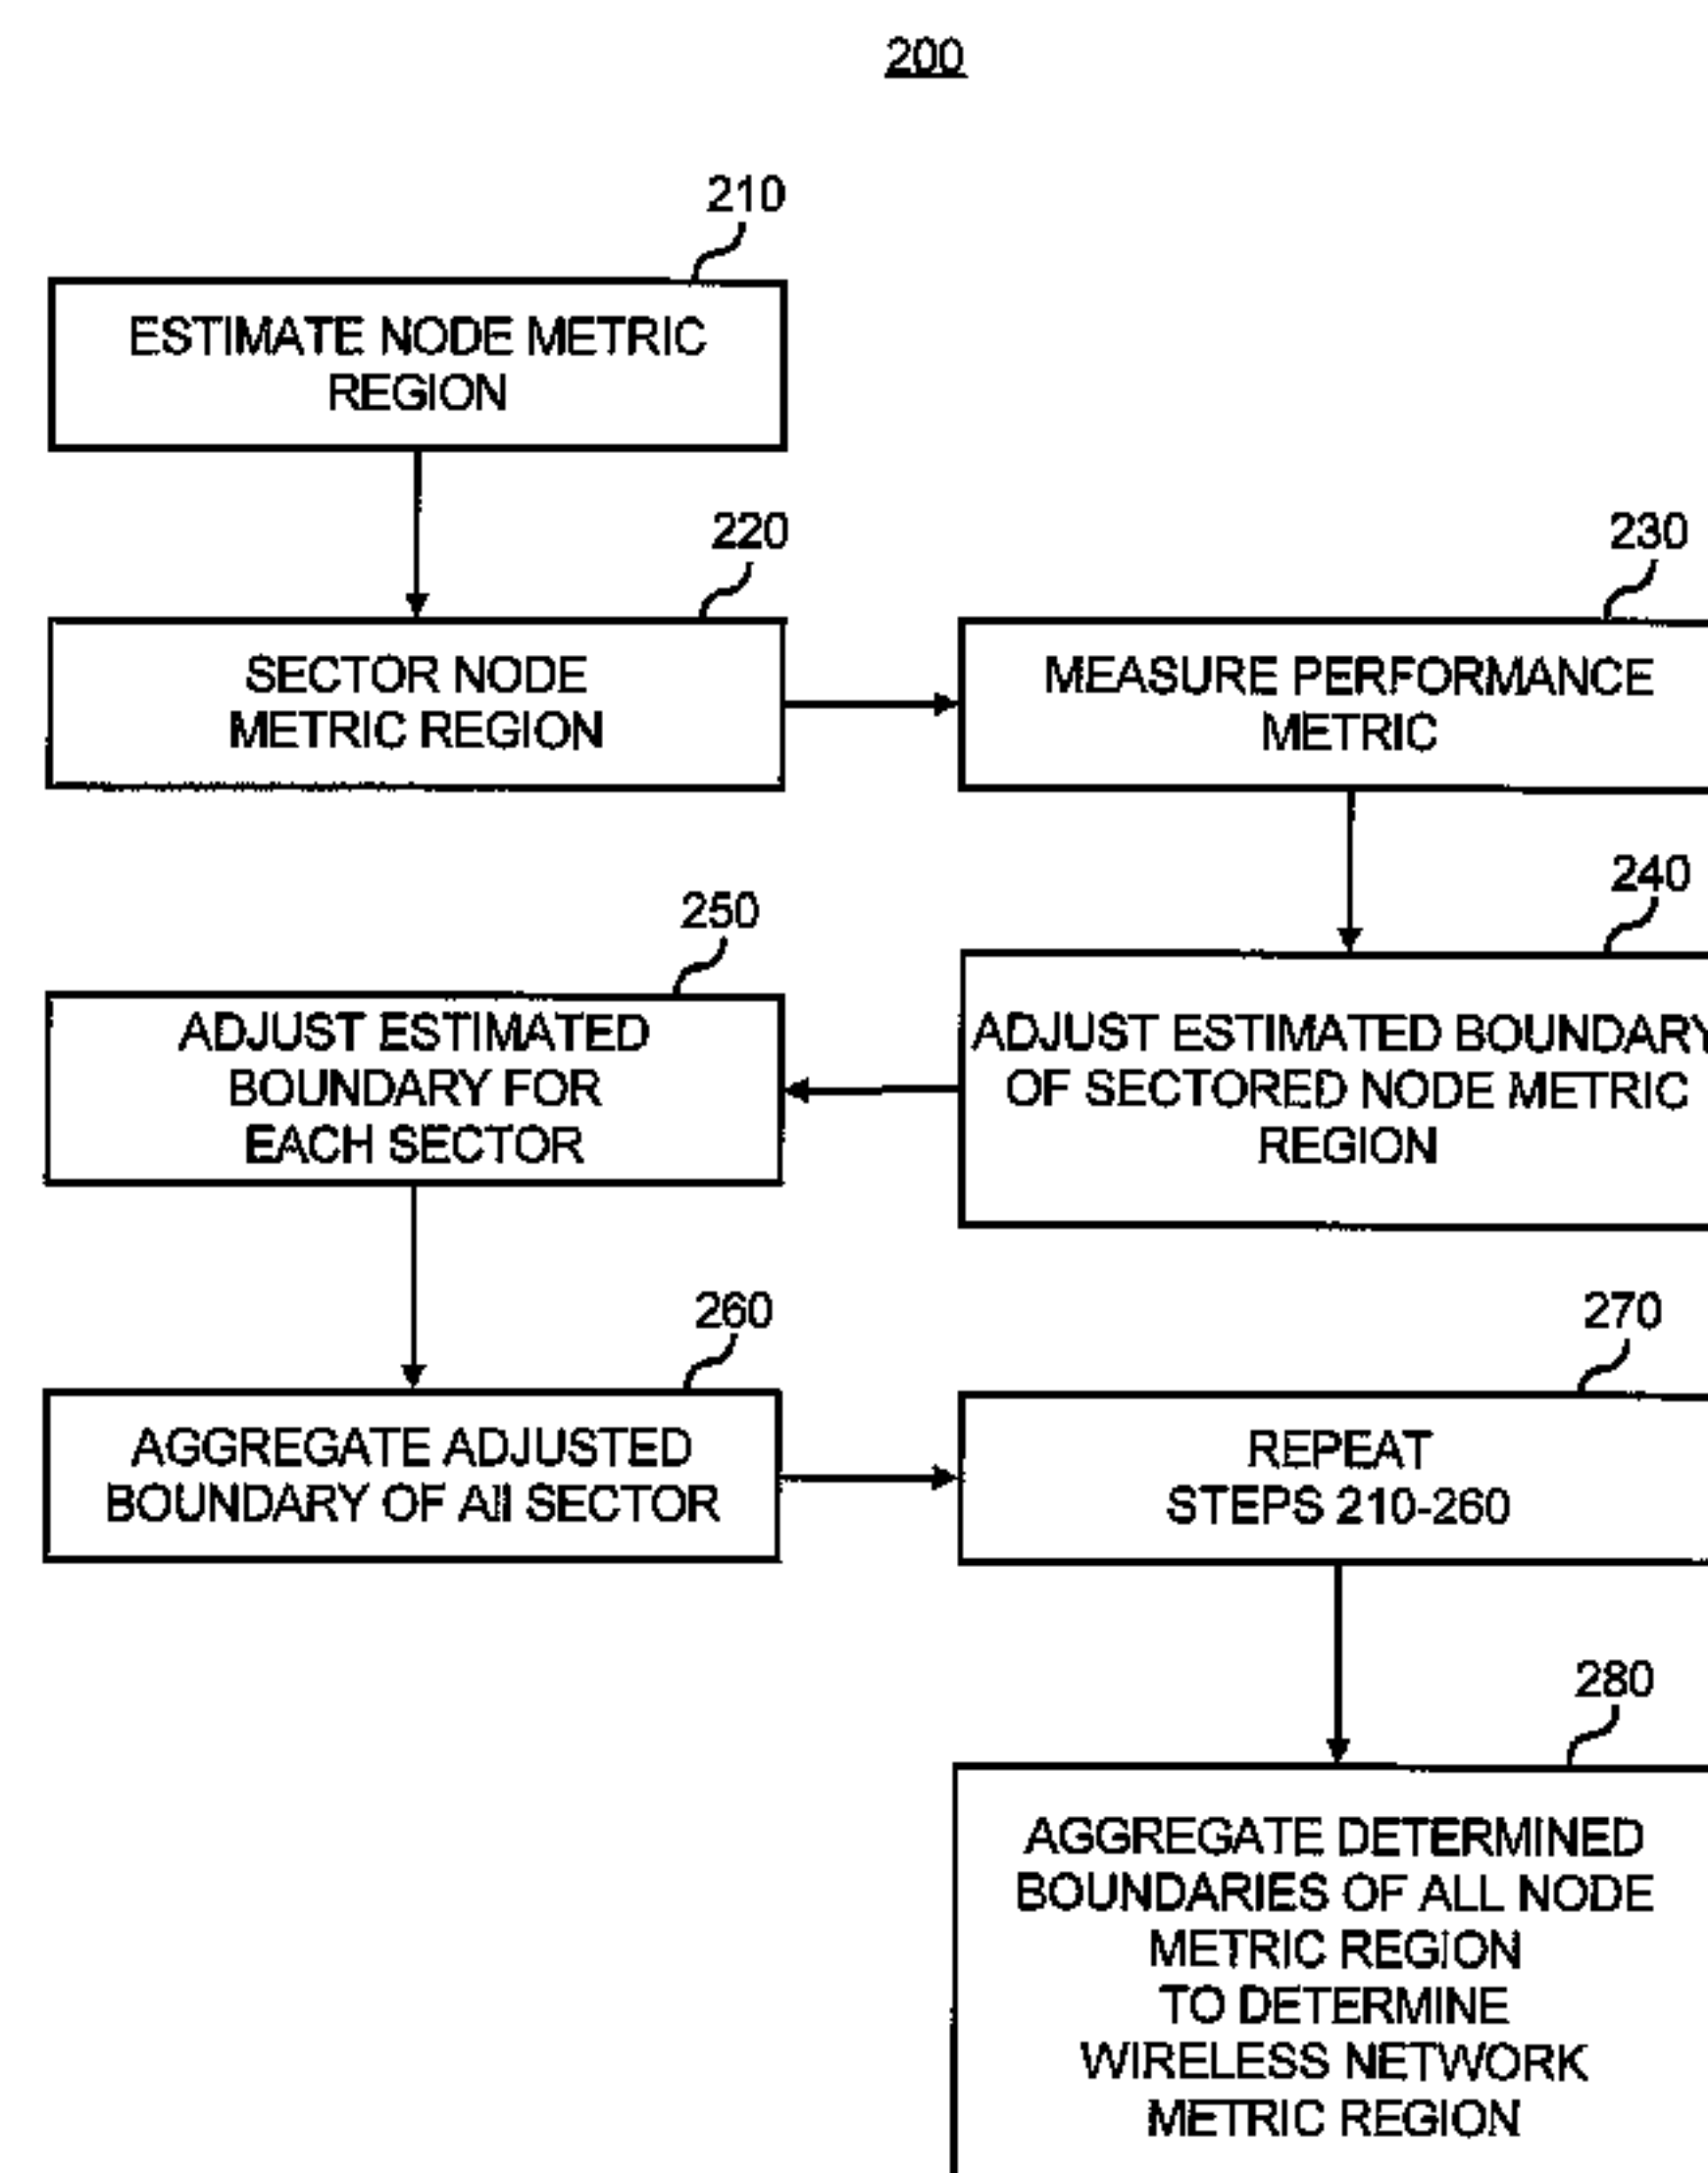 200
210
ESTIMATE NODE METRIC
REGION
220
SECTOR NODE
METRIC REGION
230
MEASURE PERFORMANCE
METRIC
240
ADJUST ESTIMATED BOUNDARY
OF SECTORED NODE METRIC
REGION
250
ADJUST ESTIMATED
BOUNDARY FOR
EACH SECTOR
260
AGGREGATE ADJUSTED
BOUNDARY OF All SECTOR
270
REPEAT
STEPS 210-260
280
AGGREGATE DETERMINED
BOUNDARIES OF ALL NODE
METRIC REGION
TO DETERMINE
WIRELESS NETWORK
METRIC REGION